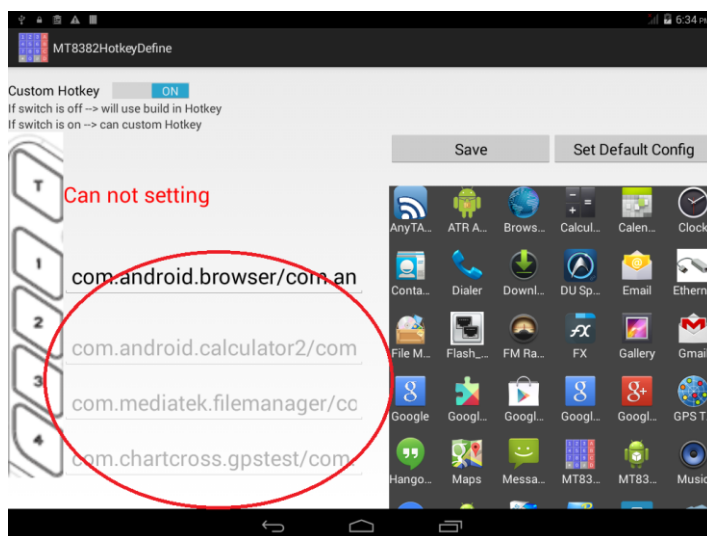 6:34 PM
MT8382HotkeyDefine
Custom Hotkey ON
If switch is off --> will use build in Hotkey
If switch is on --> can custom Hotkey
Save
Set Default Config
T
Can not setting
1
com.android.browser/com.an
2
com.android.calculator2/com
3
com.mediatek.filemanager/co
4
com.chartcross.gpstest/com.
AnyTA... ATR A... Brows... Calcul... Calen... Clock
Conta... Dialer Downl... DU Sp... Email Ethern
File M... Flash_... FM Ra... FX Gallery Gmai
Google Googl... Googl... Googl... Googl... GPS T
Hango... Maps Messa... MT83... MT83... Music